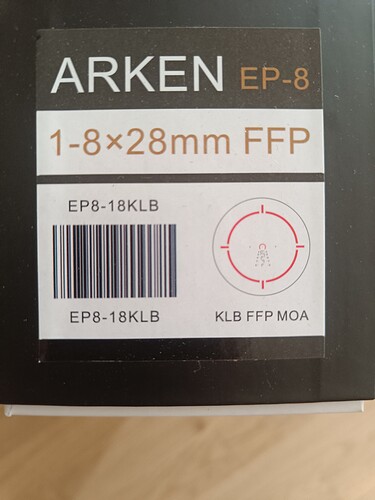 ARKEN EP-8
1-8×28mm FFP
EP8-18KLB
EP8-18KLB
KLB FFP MOA